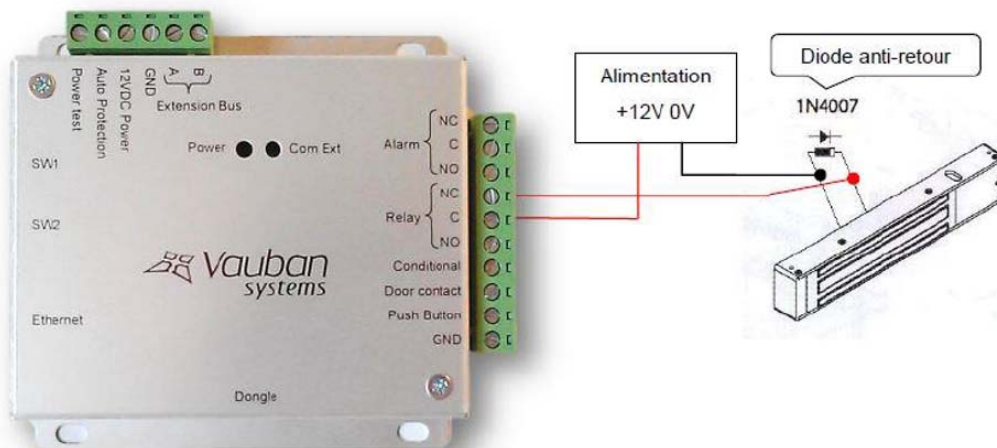 Power test
Auto Protection
12VDC Power
GND
A
B
Extension Bus
Power
Com Ext
SW1
SW2
Ethernet
Vauban
systems
Dongle
NC
Alarm
C
NO
NC
Relay
C
NO
Conditional
Door contact
Push Button
GND
Alimentation
+12V 0V
Diode anti-retour
1N4007